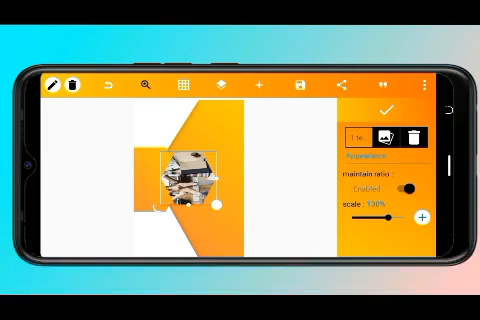 Appearance
maintain ratio :
Enabled
scale : 100%